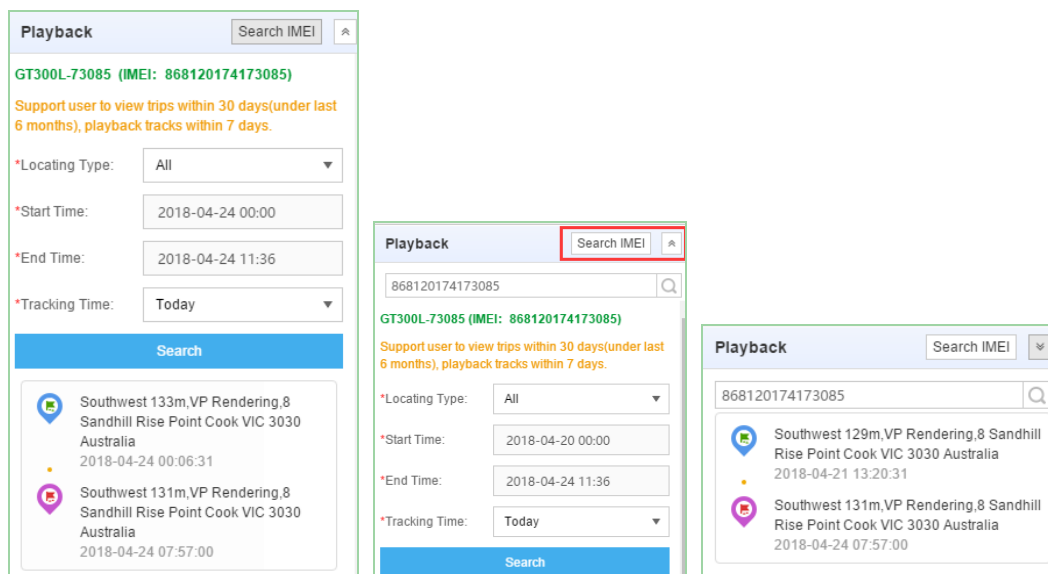 Playback
Search IMEI
GT300L-73085 (IMEI: 868120174173085)
Support user to view trips within 30 days(under last
6 months), playback tracks within 7 days.
*Locating Type:
All
*Start Time:
2018-04-24 00:00
*End Time:
2018-04-24 11:36
*Tracking Time:
Today
Search
Southwest 133m,VP Rendering,8
Sandhill Rise Point Cook VIC 3030
Australia
2018-04-24 00:06:31
Southwest 131m,VP Rendering,8
Sandhill Rise Point Cook VIC 3030
Australia
2018-04-24 07:57:00
Playback
Search IMEI
868120174173085
GT300L-73085 (IMEI: 868120174173085)
Support user to view trips within 30 days(under last
6 months), playback tracks within 7 days.
*Locating Type:
All
*Start Time:
2018-04-20 00:00
*End Time:
2018-04-24 11:36
*Tracking Time:
Today
Search
Playback
Search IMEI
868120174173085
Southwest 129m,VP Rendering,8 Sandhill
Rise Point Cook VIC 3030 Australia
2018-04-21 13:20:31
Southwest 131m,VP Rendering,8 Sandhill
Rise Point Cook VIC 3030 Australia
2018-04-24 07:57:00